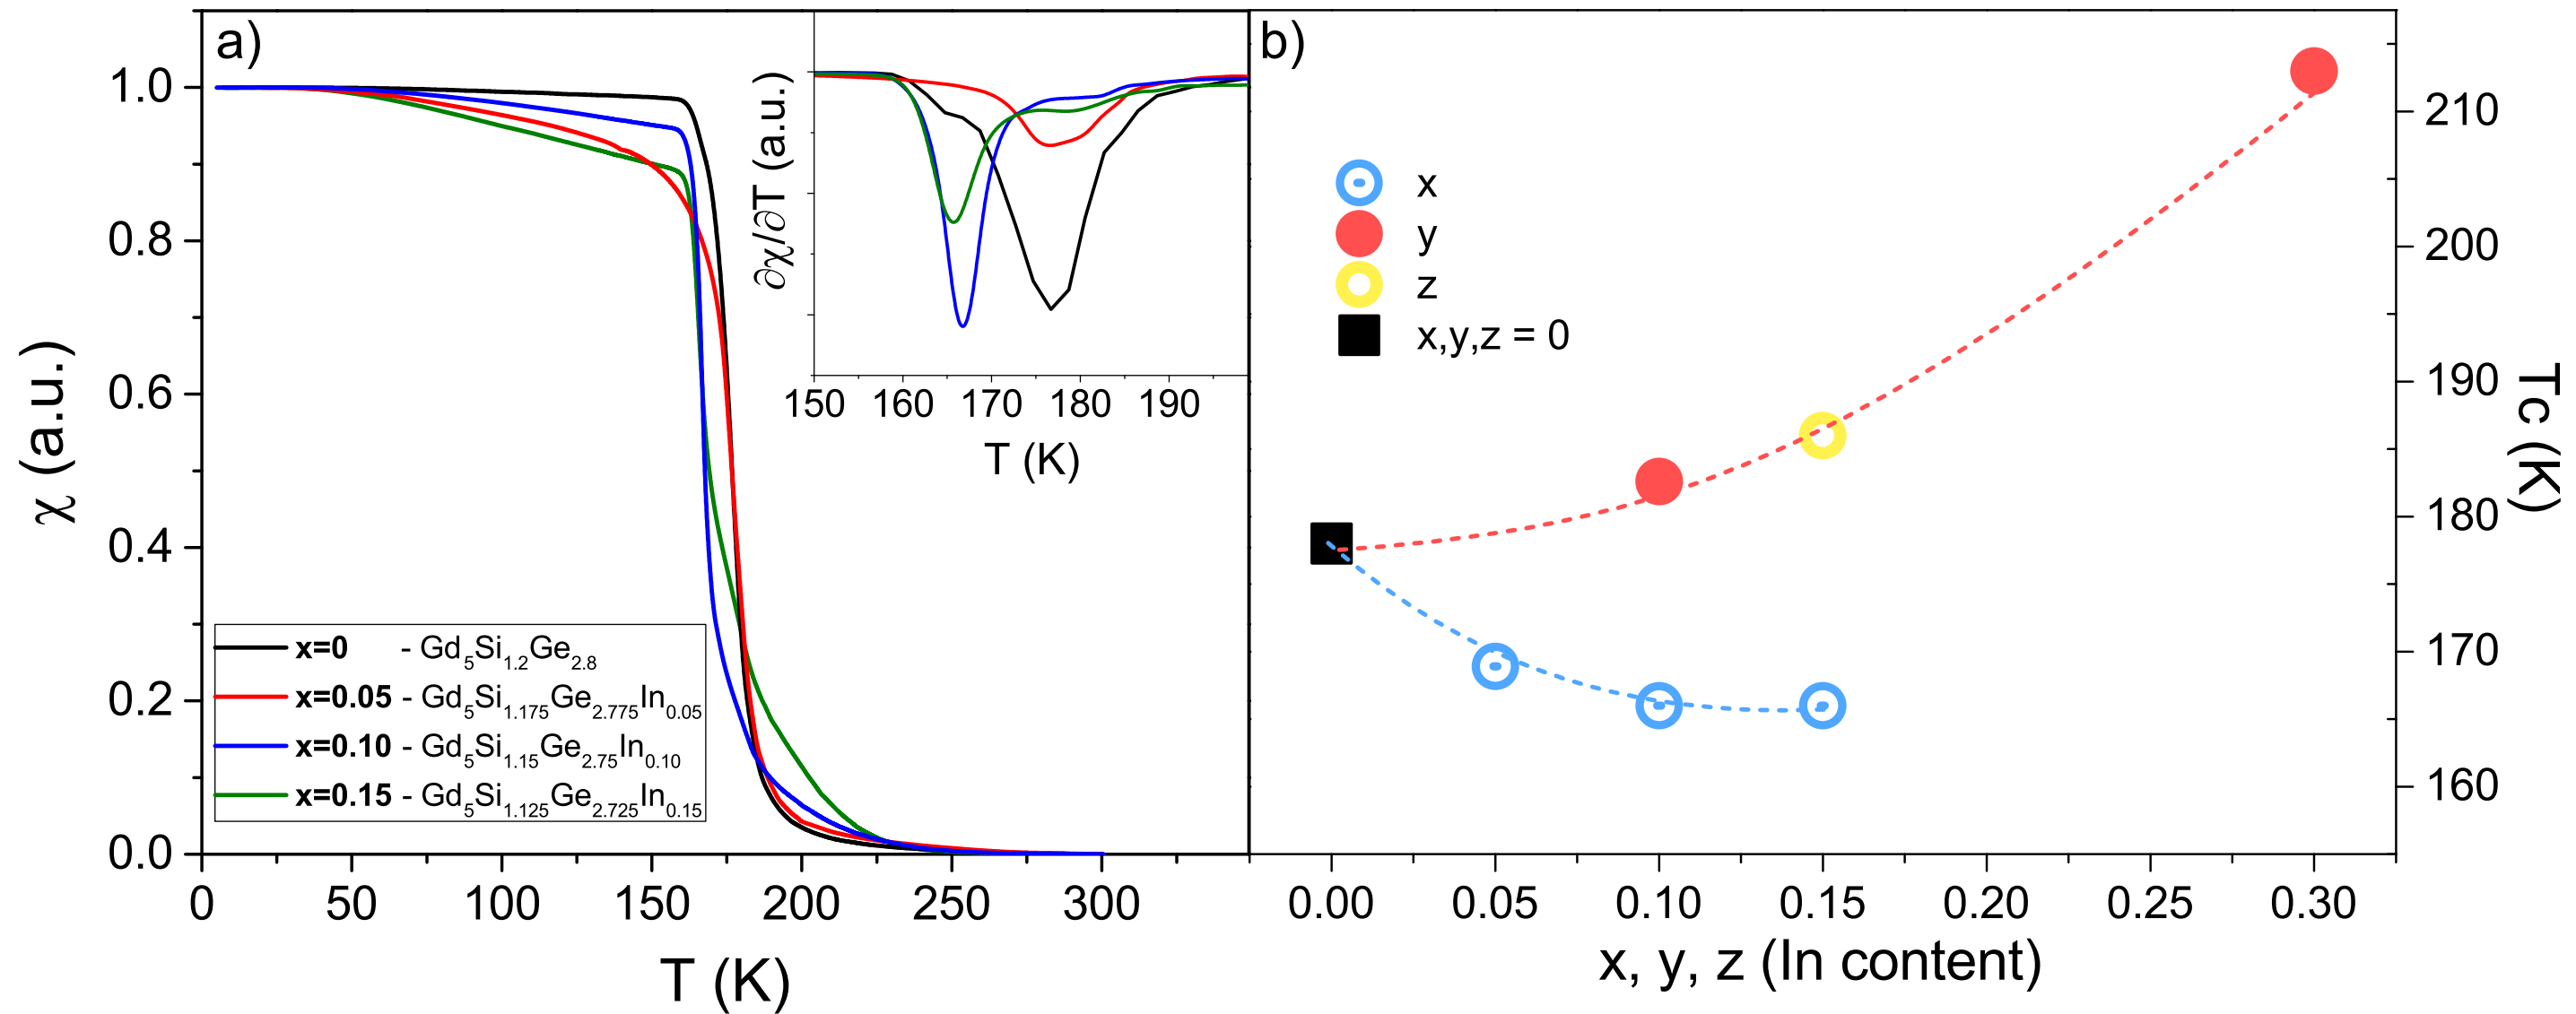 a)
χ (a.u.)
1.0
0.8
0.6
0.4
0.2
0.0
0 50 100 150 200 250 300
T (K)
x=0 - Gd5Si1.2Ge2.8
x=0.05 - Gd5Si1.175Ge2.775In0.05
x=0.10 - Gd5Si1.15Ge2.75In0.10
x=0.15 - Gd5Si1.125Ge2.725In0.15
∂χ/∂T (a.u.)
150 160 170 180 190
T (K)
b)
x
y
z
x,y,z = 0
210
200
190
180
170
160
Tc (K)
0.00 0.05 0.10 0.15 0.20 0.25 0.30
x, y, z (In content)